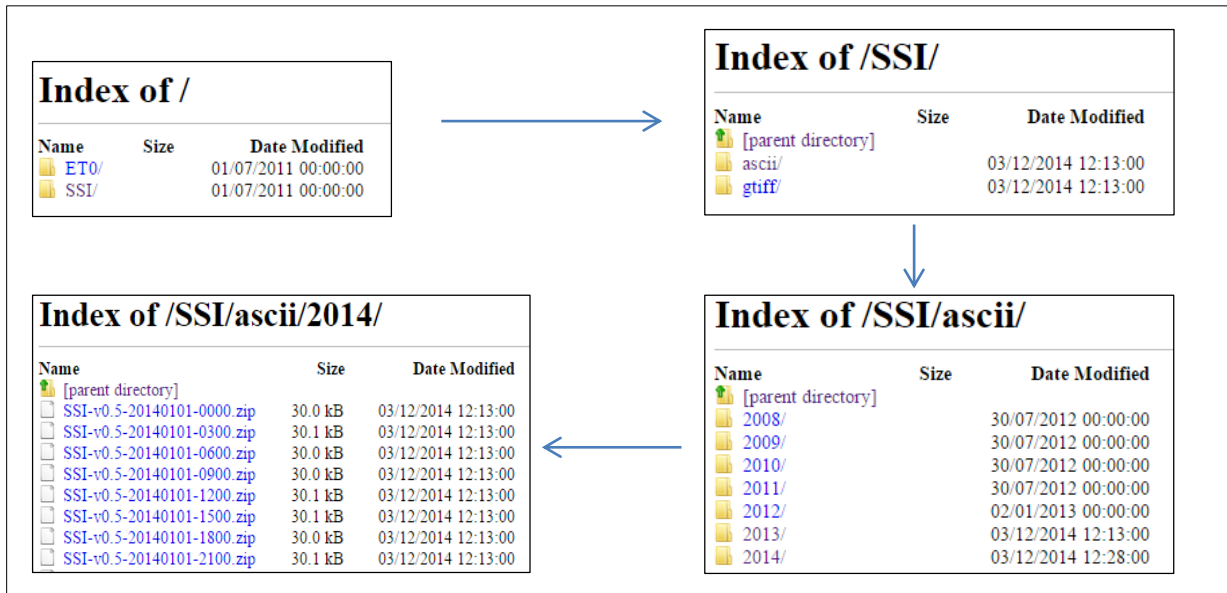 Index of /
Name Size Date Modified
ET0/ 01/07/2011 00:00:00
SSI/ 01/07/2011 00:00:00
Index of /SSI/
Name Size Date Modified
[parent directory]
ascii/ 03/12/2014 12:13:00
gtiff/ 03/12/2014 12:13:00
Index of /SSI/ascii/
Name Size Date Modified
[parent directory]
2008/ 30/07/2012 00:00:00
2009/ 30/07/2012 00:00:00
2010/ 30/07/2012 00:00:00
2011/ 30/07/2012 00:00:00
2012/ 02/01/2013 00:00:00
2013/ 03/12/2014 12:13:00
2014/ 03/12/2014 12:28:00
Index of /SSI/ascii/2014/
Name Size Date Modified
[parent directory]
SSI-v0.5-20140101-0000.zip 30.0 kB 03/12/2014 12:13:00
SSI-v0.5-20140101-0300.zip 30.1 kB 03/12/2014 12:13:00
SSI-v0.5-20140101-0600.zip 30.0 kB 03/12/2014 12:13:00
SSI-v0.5-20140101-0900.zip 30.0 kB 03/12/2014 12:13:00
SSI-v0.5-20140101-1200.zip 30.1 kB 03/12/2014 12:13:00
SSI-v0.5-20140101-1500.zip 30.1 kB 03/12/2014 12:13:00
SSI-v0.5-20140101-1800.zip 30.0 kB 03/12/2014 12:13:00
SSI-v0.5-20140101-2100.zip 30.1 kB 03/12/2014 12:13:00